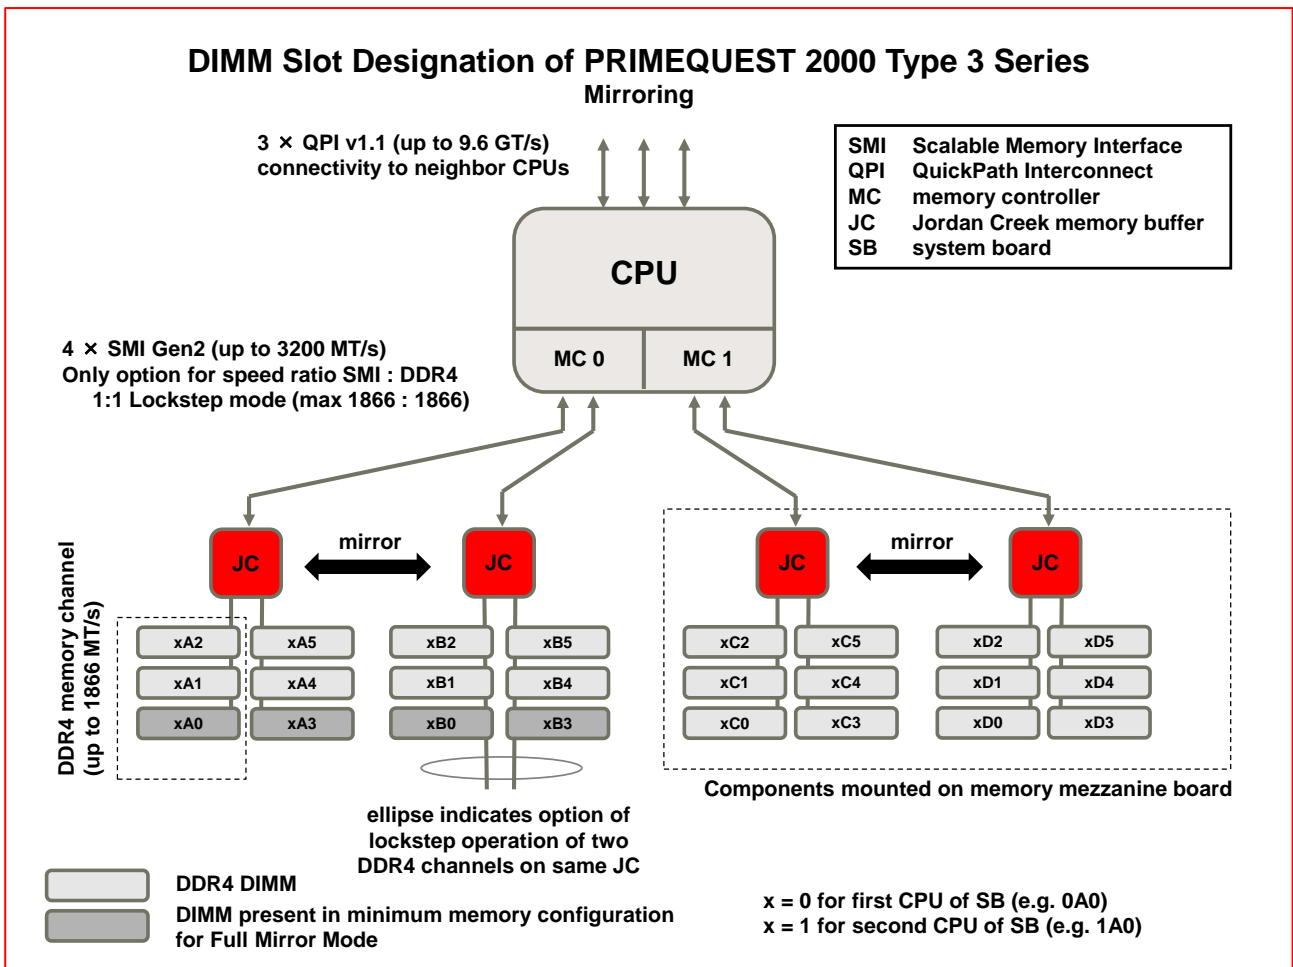 DIMM Slot Designation of PRIMEQUEST 2000 Type 3 Series
Mirroring
3 × QPI v1.1 (up to 9.6 GT/s)
connectivity to neighbor CPUs
SMI Scalable Memory Interface
QPI QuickPath Interconnect
MC memory controller
JC Jordan Creek memory buffer
SB system board
CPU
MC 0 MC 1
4 × SMI Gen2 (up to 3200 MT/s)
Only option for speed ratio SMI : DDR4
1:1 Lockstep mode (max 1866 : 1866)
JC mirror JC JC mirror JC
DDR4 memory channel
(up to 1866 MT/s)
xA2 xA5 xB2 xB5 xC2 xC5 xD2 xD5
xA1 xA4 xB1 xB4 xC1 xC4 xD1 xD4
xA0 xA3 xB0 xB3 xC0 xC3 xD0 xD3
Components mounted on memory mezzanine board
ellipse indicates option of
lockstep operation of two
DDR4 channels on same JC
DDR4 DIMM
DIMM present in minimum memory configuration
for Full Mirror Mode
x = 0 for first CPU of SB (e.g. 0A0)
x = 1 for second CPU of SB (e.g. 1A0)